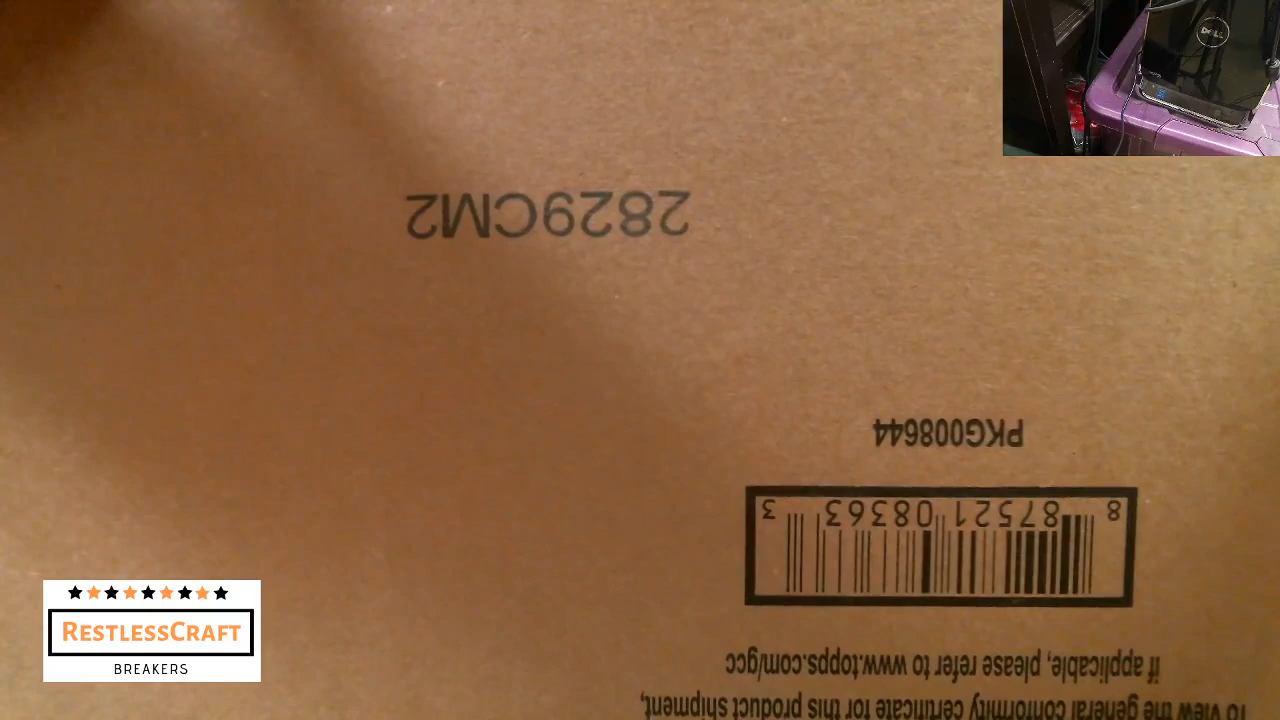 To view the general conformity certificate for this product shipment,
if applicable, please refer to www.topps.com/gcc
8 87521 08363 3
PKG008644
2829CM2
DELL
RESTLESSCRAFT
BREAKERS